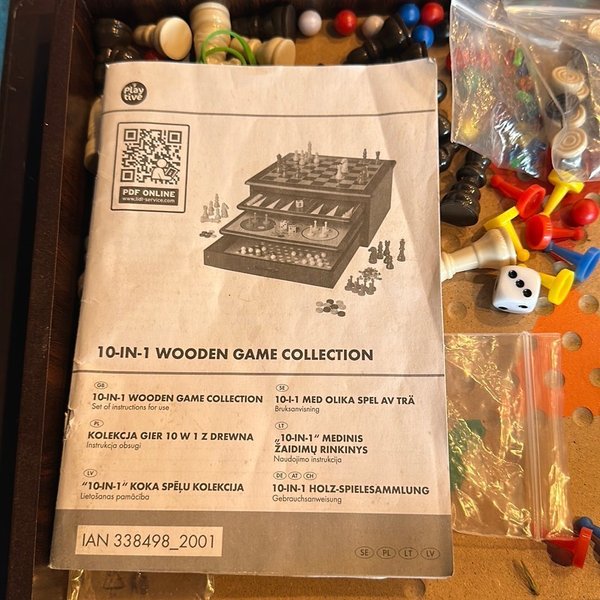 Play
tive
PDF ONLINE
www.lidl-service.com
10-IN-1 WOODEN GAME COLLECTION
GB
10-IN-1 WOODEN GAME COLLECTION
Set of instructions for use
SE
10-I-1 MED OLIKA SPEL AV TRÄ
Bruksanvisning
PL
KOLEKCJA GIER 10 W 1 Z DREWNA
Instrukcja obsługi
LT
„10-IN-1“ MEDINIS
ŽAIDIMŲ RINKINYS
Naudojimo instrukcija
LV
“10-IN-1“ KOKA SPĒĻU KOLEKCIJA
Lietošanas pamācība
DE AT CH
10-IN-1 HOLZ-SPIELESAMMLUNG
Gebrauchsanweisung
IAN 338498_2001
SE PL LT LV